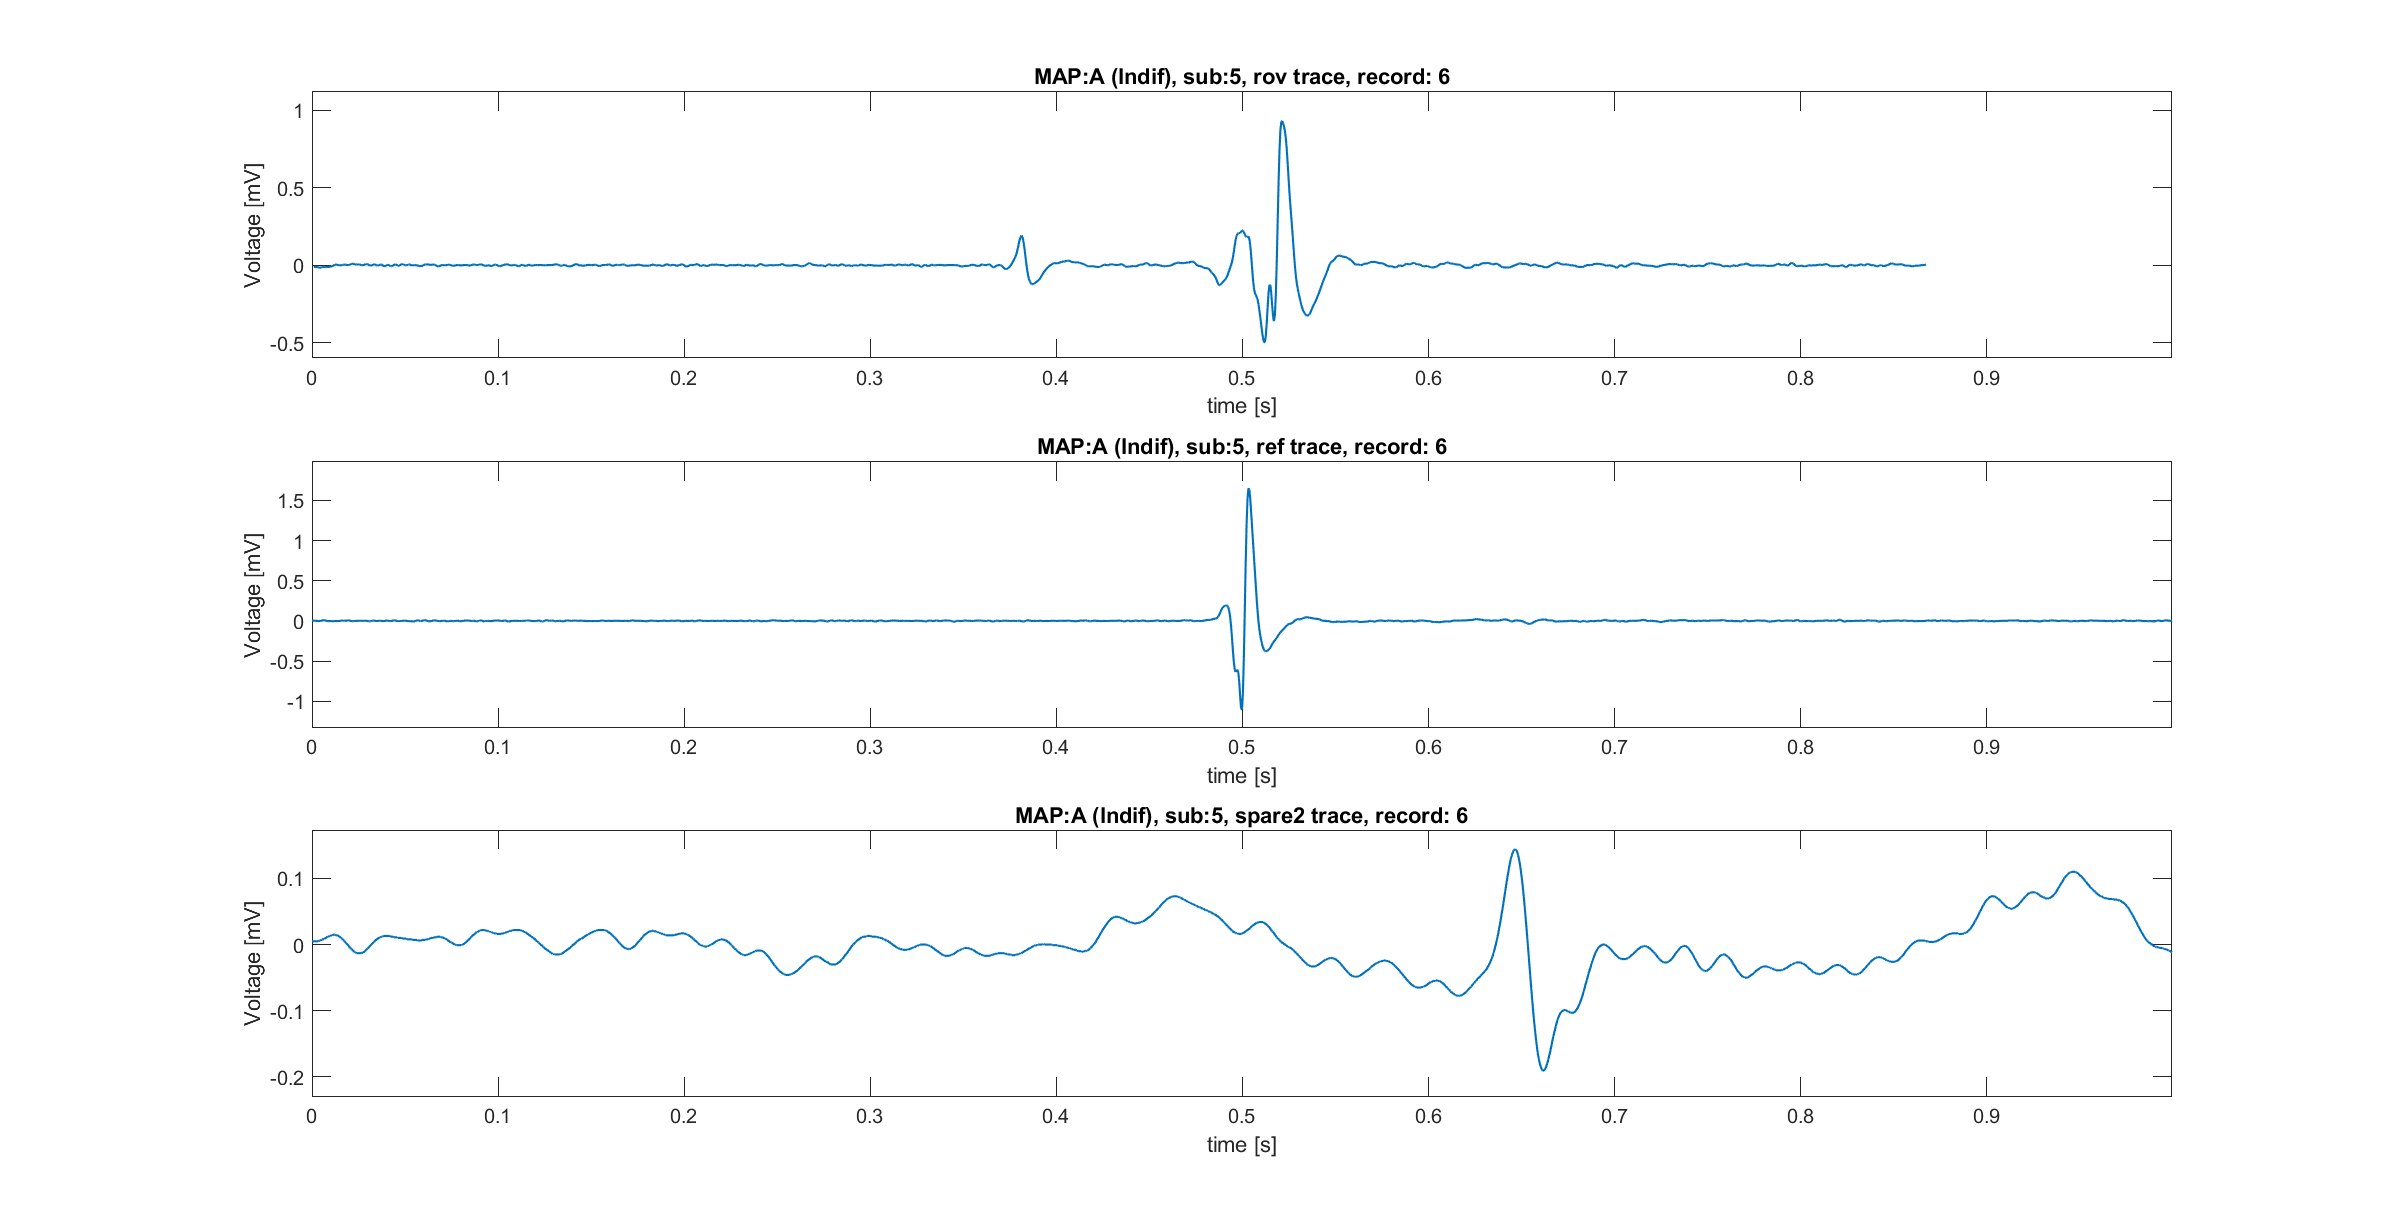 MAP:A (Indif), sub:5, rov trace, record: 6
Voltage [mV]
1
0.5
0
-0.5
0 0.1 0.2 0.3 0.4 0.5 0.6 0.7 0.8 0.9
time [s]
MAP:A (Indif), sub:5, ref trace, record: 6
Voltage [mV]
1.5
1
0.5
0
-0.5
-1
0 0.1 0.2 0.3 0.4 0.5 0.6 0.7 0.8 0.9
time [s]
MAP:A (Indif), sub:5, spare2 trace, record: 6
Voltage [mV]
0.1
0
-0.1
-0.2
0 0.1 0.2 0.3 0.4 0.5 0.6 0.7 0.8 0.9
time [s]